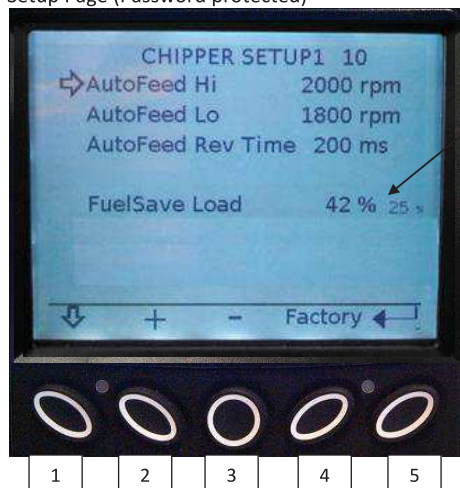 Setup Page (Password protected)
CHIPPER SETUP1 10
AutoFeed Hi 2000 rpm
AutoFeed Lo 1800 rpm
AutoFeed Rev Time 200 ms
FuelSave Load 42 % 25 s
+ - Factory
1 2 3 4 5